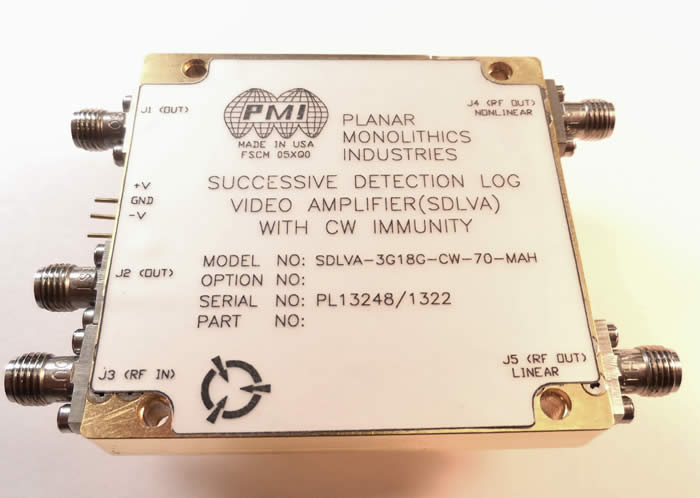 J1 (OUT)
PMI
MADE IN USA
FSCM 05XQ0
PLANAR
MONOLITHICS
INDUSTRIES
J4 (RF OUT)
NONLINEAR
SUCCESSIVE DETECTION LOG
VIDEO AMPLIFIER(SDLVA)
WITH CW IMMUNITY
+V
GND
-V
J2 (OUT)
MODEL NO: SDLVA-3G18G-CW-70-MAH
OPTION NO:
SERIAL NO: PL13248/1322
PART NO:
J3 (RF IN)
J5 (RF OUT)
LINEAR